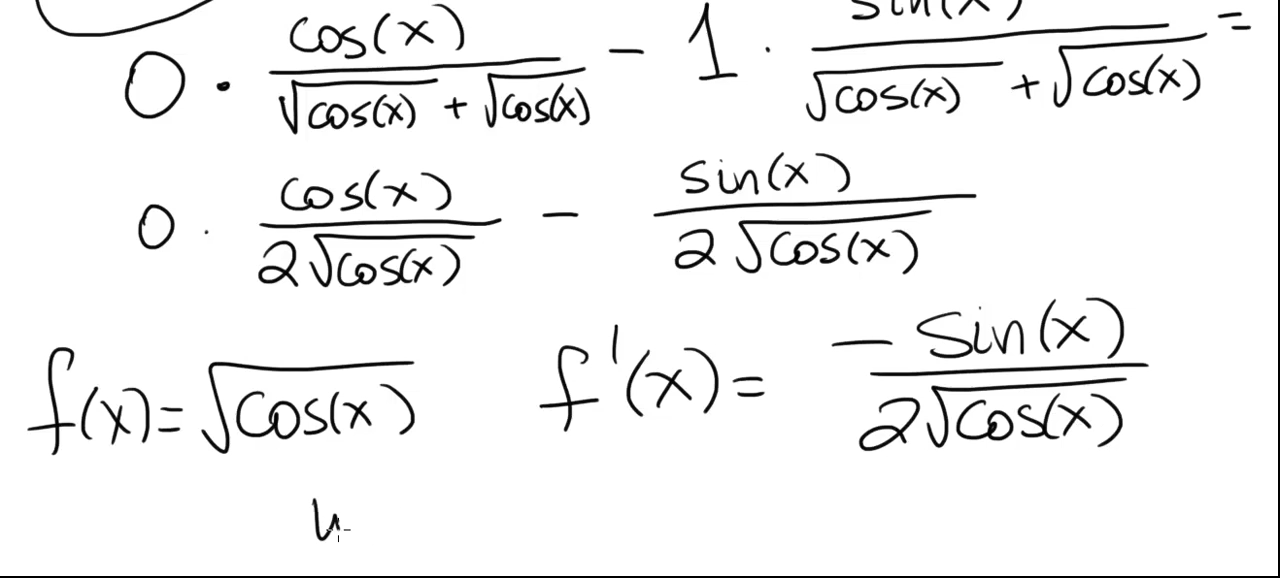 0 · cos(x) / (√cos(x) + √cos(x)) − 1 · sin(x) / (√cos(x) + √cos(x)) =
0 · cos(x) / 2√cos(x) − sin(x) / 2√cos(x)
f(x) = √cos(x) f'(x) = −sin(x) / 2√cos(x)